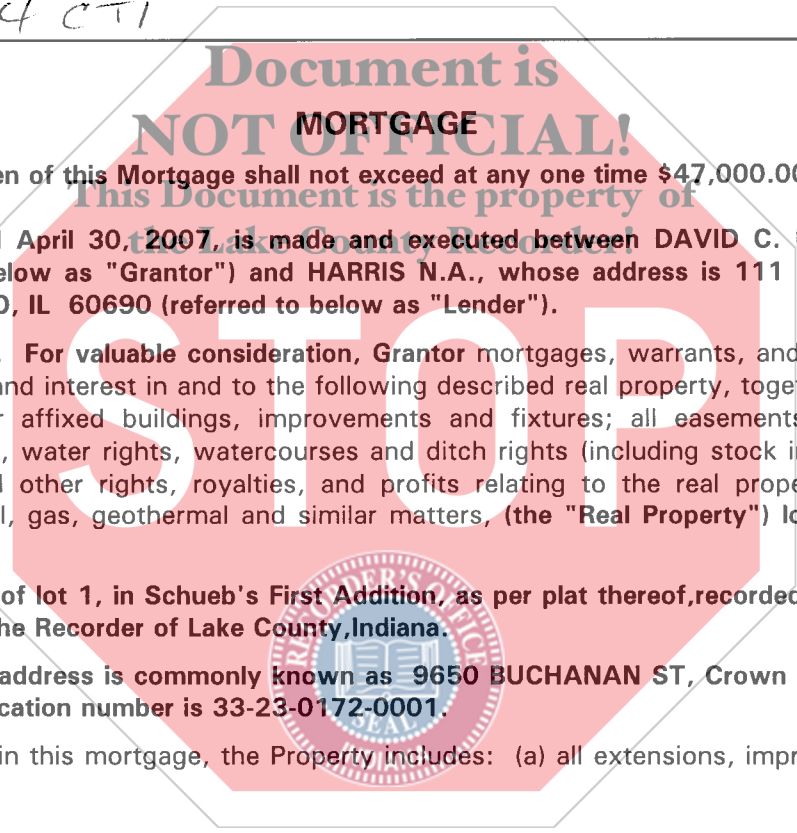 4 CTI
Document is
NOT OFFICIAL!
MORTGAGE
This Document is the property of
the Lake County Recorder!
en of this Mortgage shall not exceed at any one time $47,000.00
April 30, 2007, is made and executed between DAVID C.
elow as "Grantor") and HARRIS N.A., whose address is 111
O, IL 60690 (referred to below as "Lender").
. For valuable consideration, Grantor mortgages, warrants, and
and interest in and to the following described real property, toge
r affixed buildings, improvements and fixtures; all easements
, water rights, watercourses and ditch rights (including stock i
d other rights, royalties, and profits relating to the real prope
l, gas, geothermal and similar matters, (the "Real Property") lo
STOP
of lot 1, in Schueb's First Addition, as per plat thereof,recorded
he Recorder of Lake County,Indiana.
address is commonly known as 9650 BUCHANAN ST, Crown
cation number is 33-23-0172-0001.
in this mortgage, the Property includes: (a) all extensions, impr
RECORDER'S OFFICE
SEAL
INDIANA